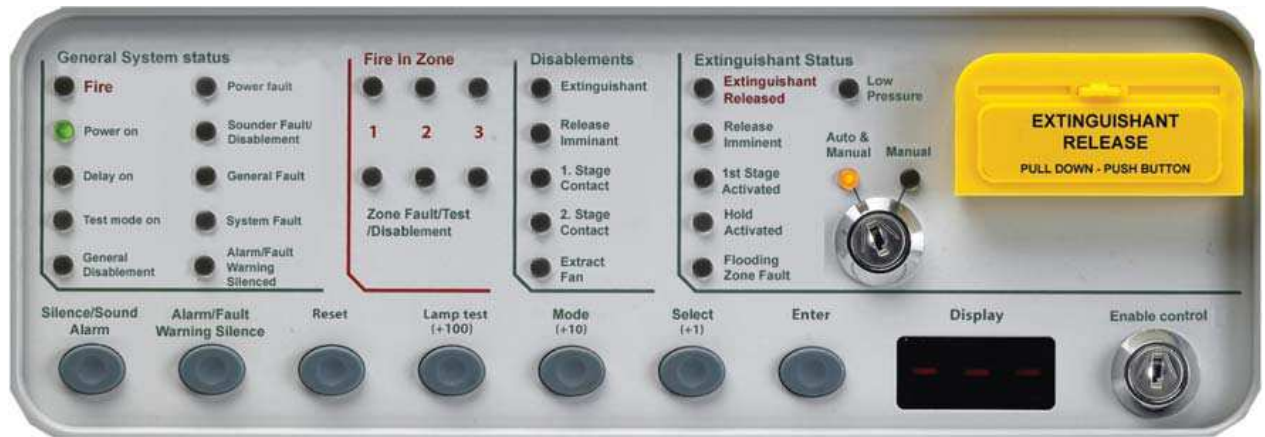 General System status
Fire
Power on
Delay on
Test mode on
General
Disablement
Power fault
Sounder Fault/
Disablement
General Fault
System Fault
Alarm/Fault
Warning
Silenced
Fire In Zone
1 2 3
Zone Fault/Test
/Disablement
Disablements
Extinguishant
Release
Imminant
1. Stage
Contact
2. Stage
Contact
Extract
Fan
Extinguishant Status
Extinguishant
Released
Release
Imminent
1st Stage
Activated
Hold
Activated
Flooding
Zone Fault
Low
Pressure
Auto &
Manual
Manual
EXTINGUISHANT
RELEASE
PULL DOWN - PUSH BUTTON
Silence/Sound
Alarm
Alarm/Fault
Warning Silence
Reset
Lamp test
(+100)
Mode
(+10)
Select
(+1)
Enter
Display
- - -
Enable control